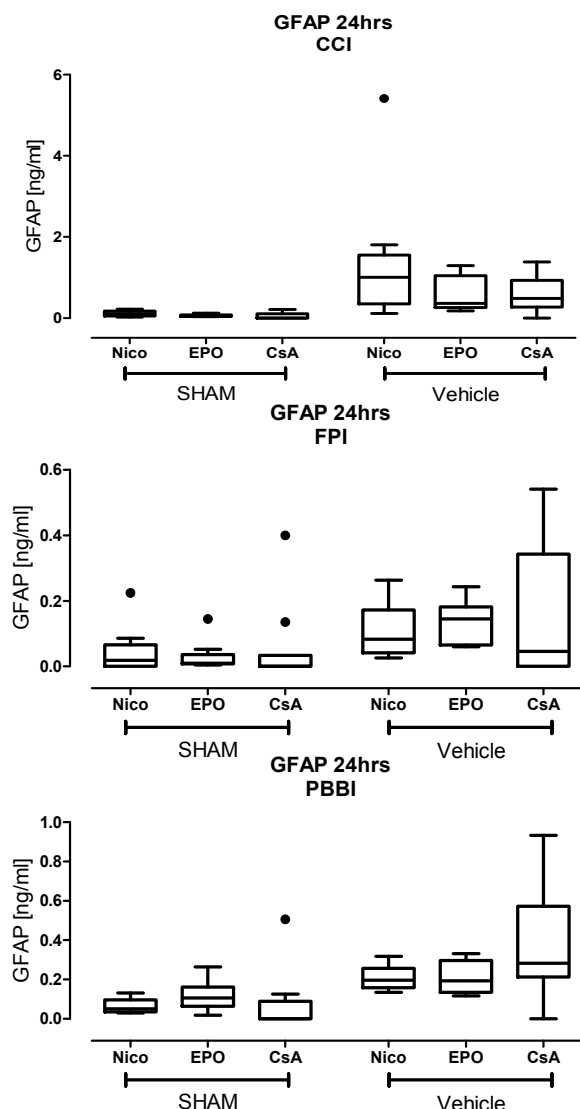 GFAP 24hrs
CCI
GFAP [ng/ml]
6
4
2
0
Nico EPO CsA Nico EPO CsA
SHAM Vehicle
GFAP 24hrs
FPI
GFAP [ng/ml]
0.6
0.4
0.2
0.0
Nico EPO CsA Nico EPO CsA
SHAM Vehicle
GFAP 24hrs
PBBI
GFAP [ng/ml]
1.0
0.8
0.6
0.4
0.2
0.0
Nico EPO CsA Nico EPO CsA
SHAM Vehicle